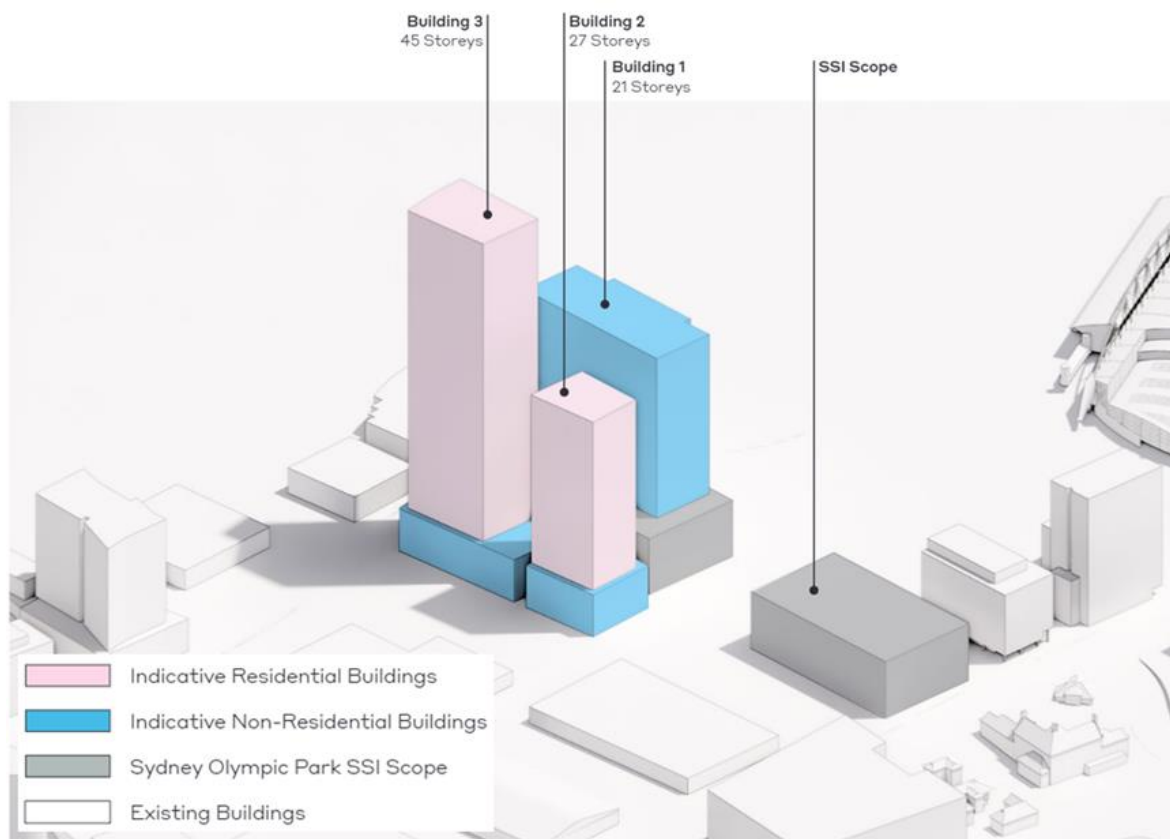 Building 3
45 Storeys
Building 2
27 Storeys
Building 1
21 Storeys
SSI Scope
Indicative Residential Buildings
Indicative Non-Residential Buildings
Sydney Olympic Park SSI Scope
Existing Buildings